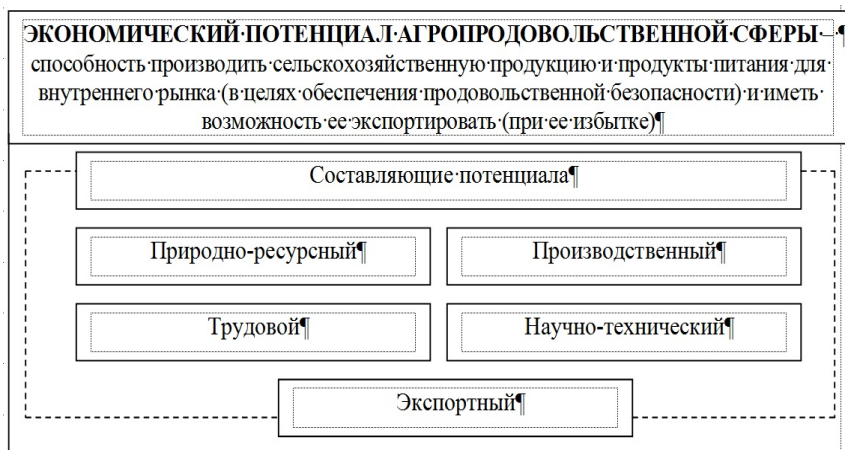 ЭКОНОМИЧЕСКИЙ·ПОТЕНЦИАЛ·АГРОПРОДОВОЛЬСТВЕННОЙ·СФЕРЫ·–¶
способность·производить·сельскохозяйственную·продукцию·и·продукты·питания·для·
внутреннего·рынка·(в·целях·обеспечения·продовольственной·безопасности)·и·иметь·
возможность·ее·экспортировать·(при·ее·избытке)¶
Составляющие·потенциала¶
Природно-ресурсный¶
Производственный¶
Трудовой¶
Научно-технический¶
Экспортный¶